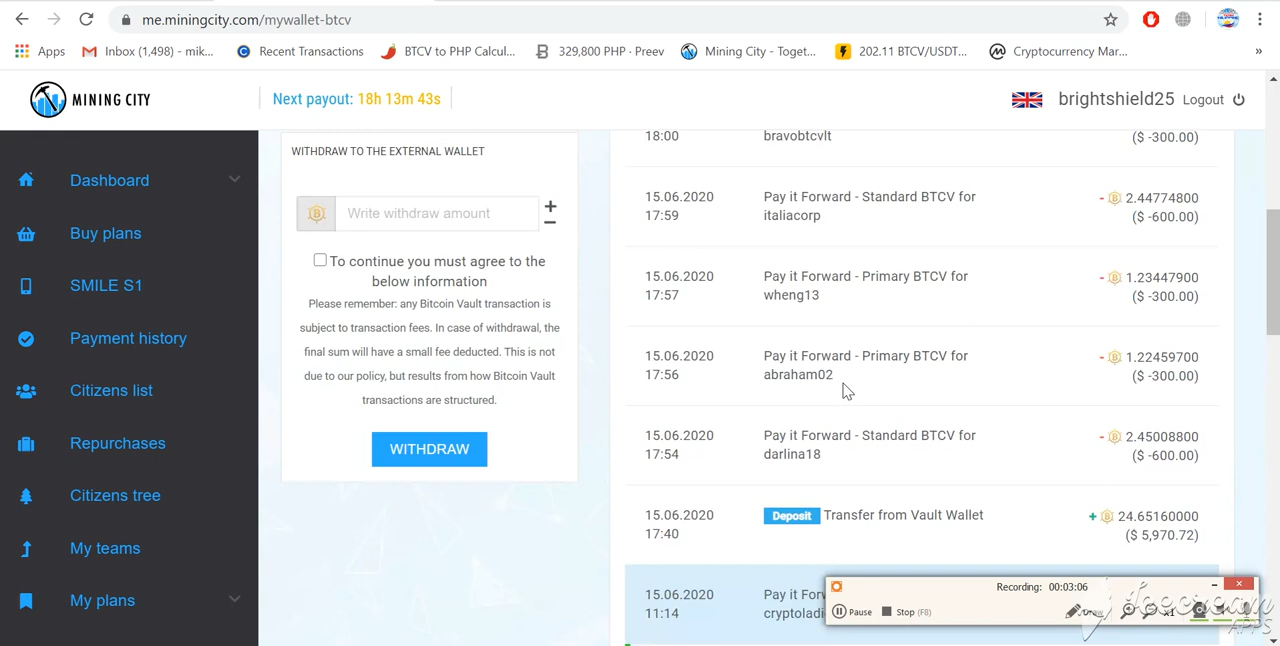 me.miningcity.com/mywallet-btcv
Apps
Inbox (1,498) - mik...
Recent Transactions
BTCV to PHP Calcul...
329,800 PHP · Preev
Mining City - Toget...
202.11 BTCV/USDT...
Cryptocurrency Mar...
»
MINING CITY
Next payout: 18h 13m 43s
brightshield25
Logout
Dashboard
Buy plans
SMILE S1
Payment history
Citizens list
Repurchases
Citizens tree
My teams
My plans
WITHDRAW TO THE EXTERNAL WALLET
Write withdraw amount
+
−
To continue you must agree to the
below information
Please remember: any Bitcoin Vault transaction is
subject to transaction fees. In case of withdrawal, the
final sum will have a small fee deducted. This is not
due to our policy, but results from how Bitcoin Vault
transactions are structured.
WITHDRAW
18:00 bravobtcvlt ($ -300.00)
15.06.2020 Pay it Forward - Standard BTCV for - 2.44774800
17:59 italiacorp ($ -600.00)
15.06.2020 Pay it Forward - Primary BTCV for - 1.23447900
17:57 wheng13 ($ -300.00)
15.06.2020 Pay it Forward - Primary BTCV for - 1.22459700
17:56 abraham02 ($ -300.00)
15.06.2020 Pay it Forward - Standard BTCV for - 2.45008800
17:54 darlina18 ($ -600.00)
15.06.2020 Deposit Transfer from Vault Wallet + 24.65160000
17:40 ($ 5,970.72)
15.06.2020 Pay it For
11:14 cryptoladi
Recording: 00:03:06
Pause
Stop (F8)
Draw
x1
Icecream
APPS